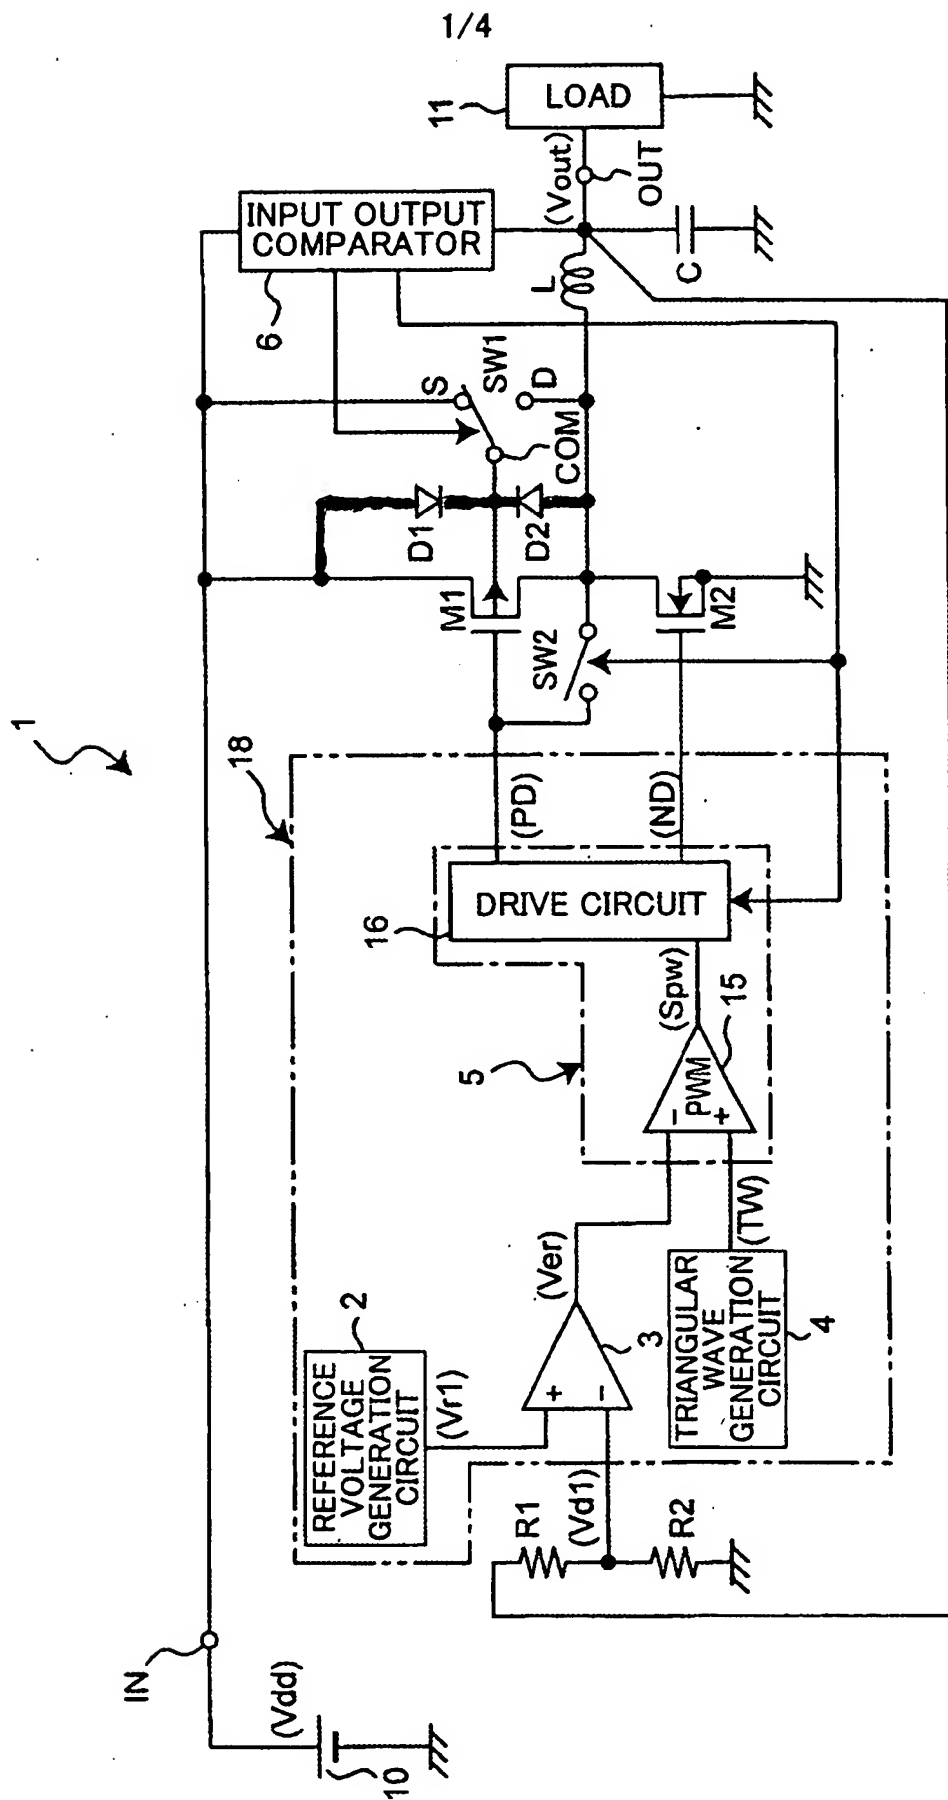 1/4
1
IN
(Vdd)
10
18
REFERENCE
VOLTAGE
GENERATION
CIRCUIT
2
(Vr1)
R1
(Vd1)
R2
+
−
3
(Ver)
TRIANGULAR
WAVE
GENERATION
CIRCUIT
4
(TW)
5
−
PWM
+
15
(Spw)
16
DRIVE CIRCUIT
(PD)
(ND)
M1
SW2
M2
D1
D2
COM
S
SW1
D
6
INPUT OUTPUT
COMPARATOR
L
(Vout)
C
OUT
11
LOAD